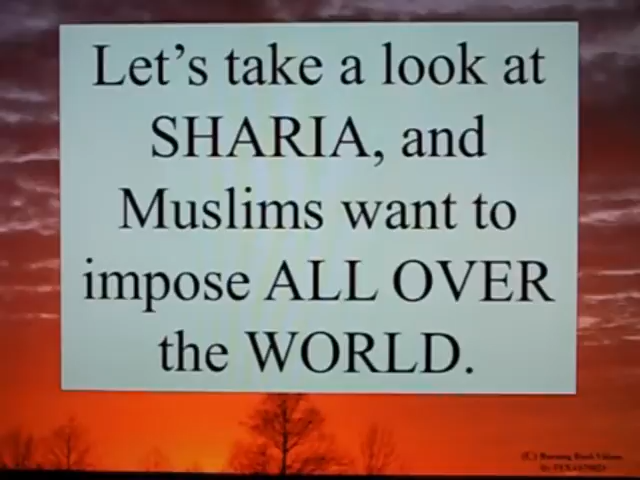 Let's take a look at
SHARIA, and
Muslims want to
impose ALL OVER
the WORLD.